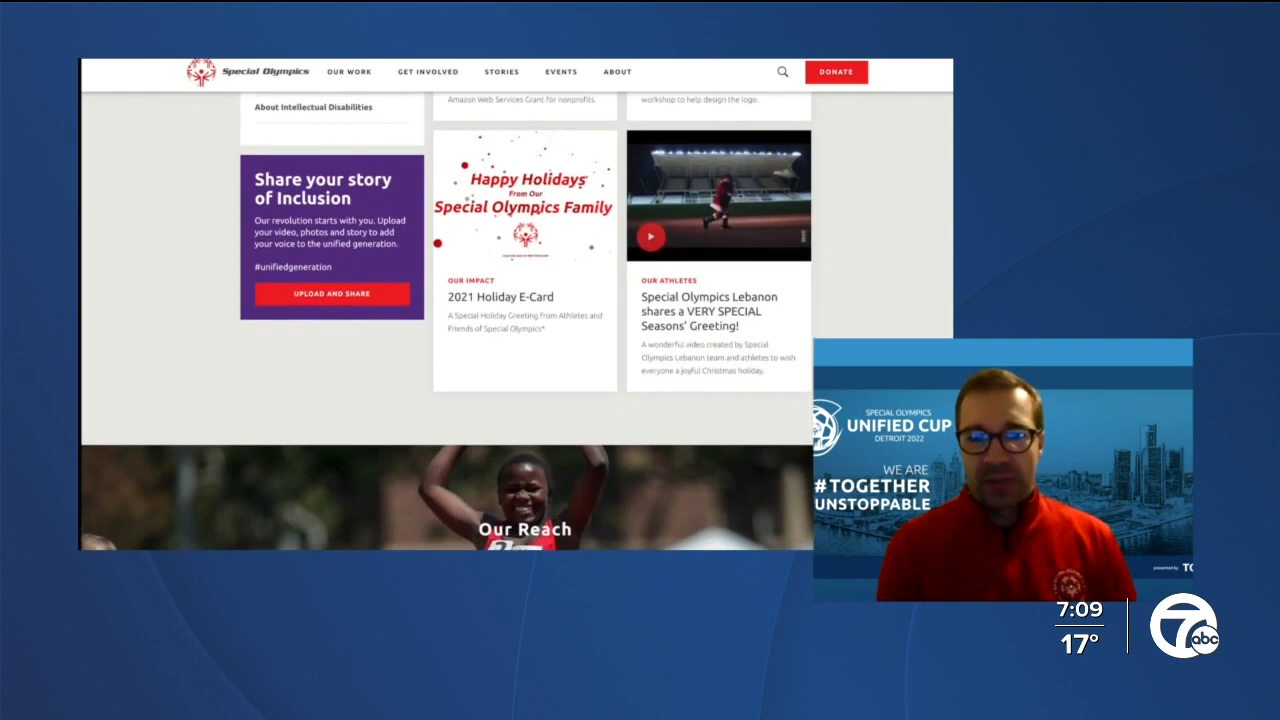 Special Olympics OUR WORK GET INVOLVED STORIES EVENTS ABOUT DONATE
About Intellectual Disabilities
Amazon Web Services Grant for nonprofits.
workshop to help design the logo.
Share your story
of Inclusion
Our revolution starts with you. Upload
your video, photos and story to add
your voice to the unified generation.
#unifiedgeneration
UPLOAD AND SHARE
Happy Holidays
From Our
Special Olympics Family
OUR IMPACT
2021 Holiday E-Card
A Special Holiday Greeting from Athletes and
Friends of Special Olympics*
OUR ATHLETES
Special Olympics Lebanon
shares a VERY SPECIAL
Seasons' Greeting!
A wonderful video created by Special
Olympics Lebanon team and athletes to wish
everyone a joyful Christmas holiday.
Our Reach
SPECIAL OLYMPICS
UNIFIED CUP
DETROIT 2022
WE ARE
#TOGETHER
UNSTOPPABLE
presented by
7:09
17°
7
abc